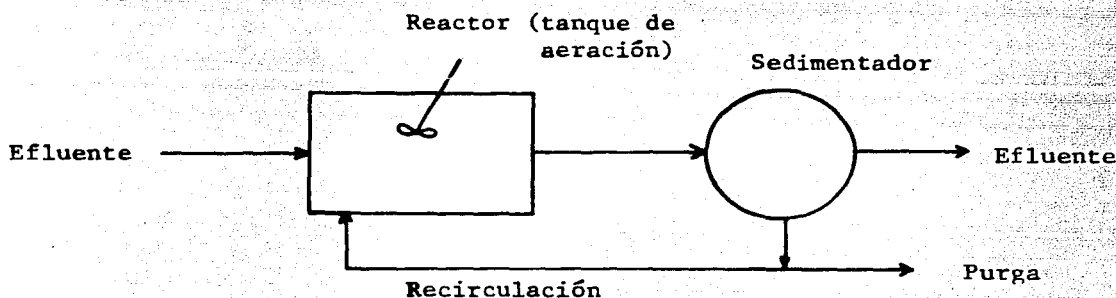 Reactor (tanque de
aeración)
Sedimentador
Efluente
Efluente
Purga
Recirculación